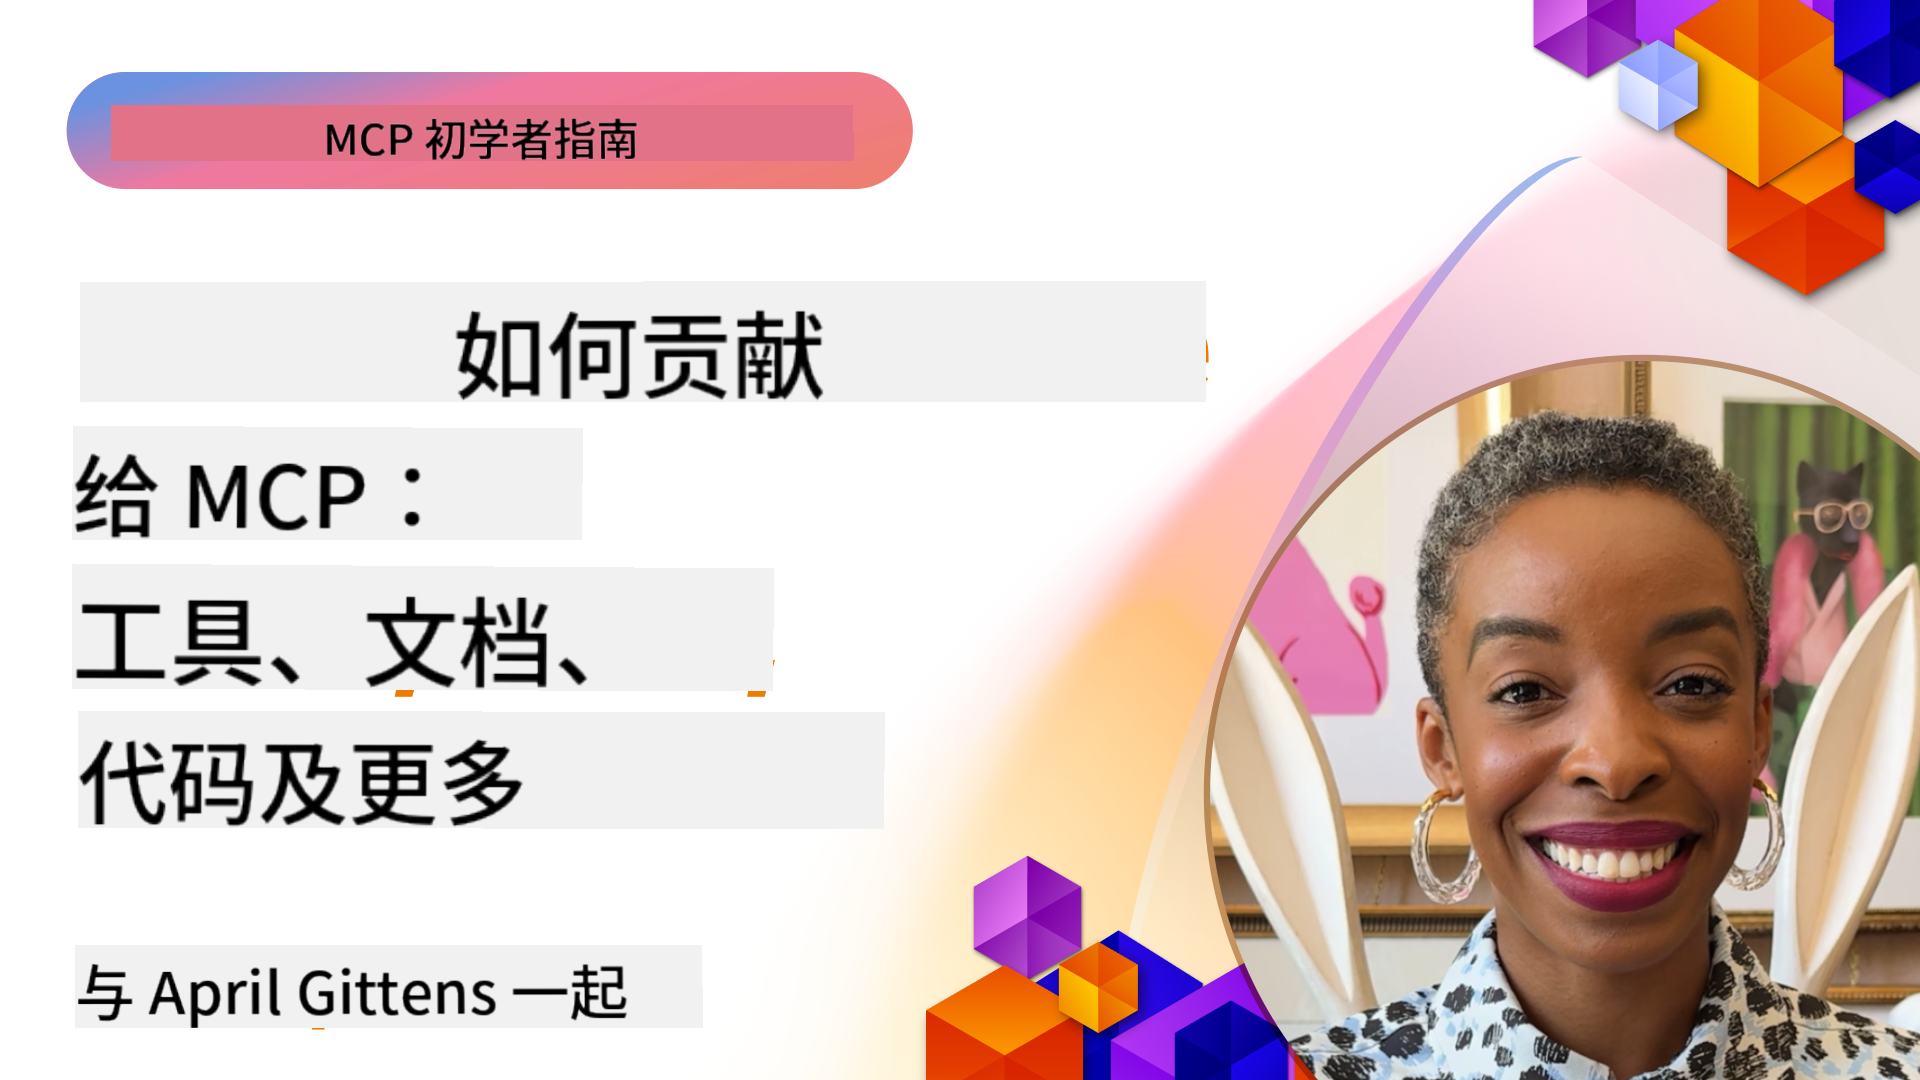 MCP 初学者指南
如何贡献
给 MCP：
工具、文档、
代码及更多
与 April Gittens 一起